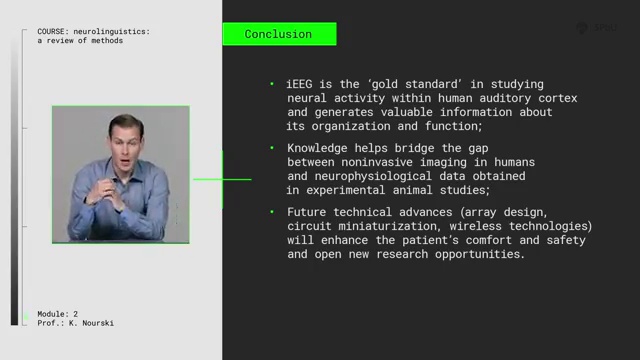 COURSE: neurolinguistics:
a review of methods
Conclusion
• iEEG is the ‘gold standard’ in studying
neural activity within human auditory cortex
and generates valuable information about
its organization and function;
• Knowledge helps bridge the gap
between noninvasive imaging in humans
and neurophysiological data obtained
in experimental animal studies;
• Future technical advances (array design,
circuit miniaturization, wireless technologies)
will enhance the patient’s comfort and safety
and open new research opportunities.
Module: 2
Prof.: K. Nourski